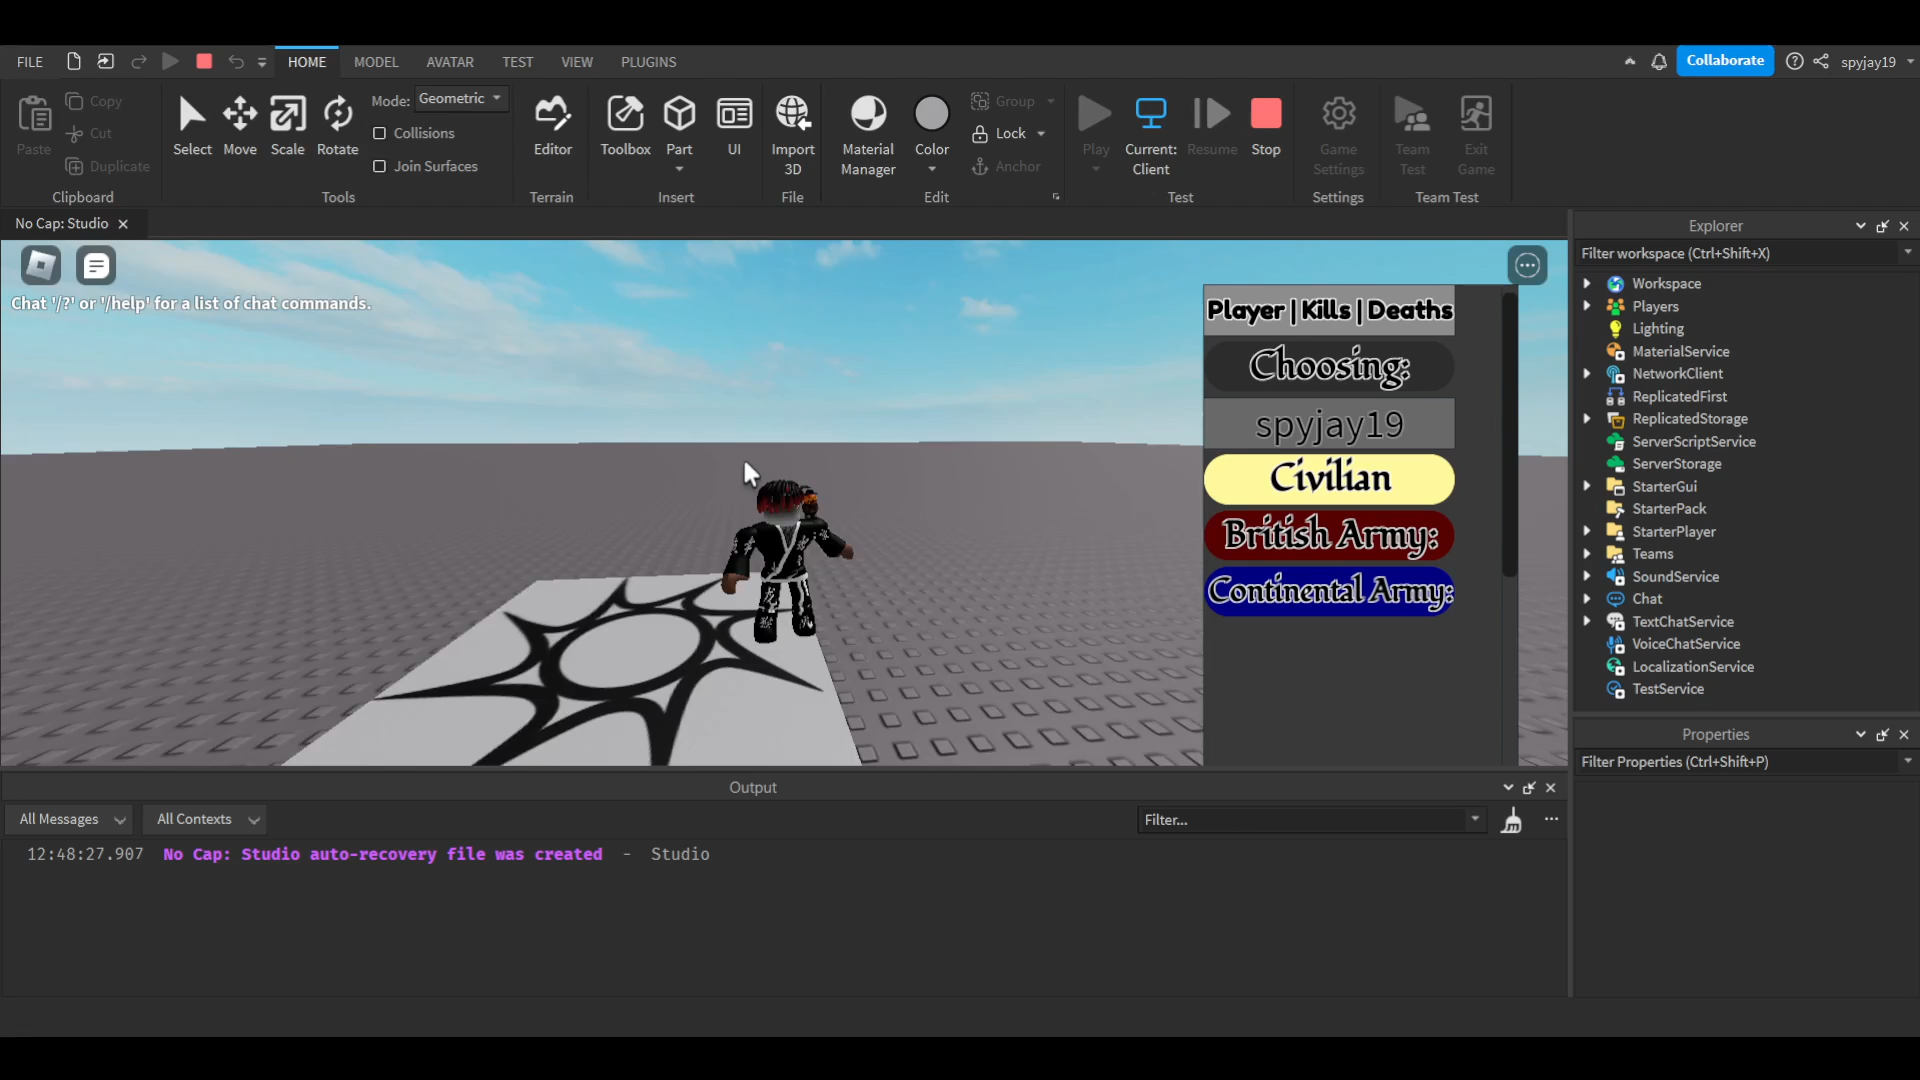 FILE HOME MODEL AVATAR TEST VIEW PLUGINS Collaborate spyjay19
Paste Copy Cut Duplicate Clipboard
Select Move Scale Rotate Mode: Geometric Collisions Join Surfaces Tools
Editor Terrain
Toolbox Part UI Insert
Import 3D File
Material Manager Color Group Lock Anchor Edit
Play Current: Client Resume Stop Test
Game Settings Settings
Team Test Exit Game Team Test
No Cap: Studio
Chat '/?' or '/help' for a list of chat commands.
Player | Kills | Deaths
Choosing:
spyjay19
Civilian
British Army:
Continental Army:
Explorer
Filter workspace (Ctrl+Shift+X)
Workspace
Players
Lighting
MaterialService
NetworkClient
ReplicatedFirst
ReplicatedStorage
ServerScriptService
ServerStorage
StarterGui
StarterPack
StarterPlayer
Teams
SoundService
Chat
TextChatService
VoiceChatService
LocalizationService
TestService
Properties
Filter Properties (Ctrl+Shift+P)
Output
All Messages All Contexts Filter...
12:48:27.907 No Cap: Studio auto-recovery file was created - Studio